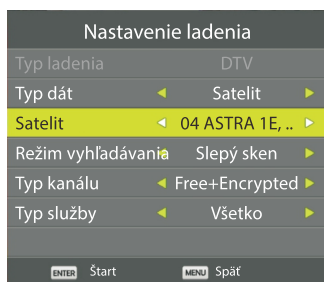 Nastavenie ladenia
Typ ladenia DTV
Typ dát Satelit
Satelit 04 ASTRA 1E, ..
Režim vyhľadávania Slepý sken
Typ kanálu Free+Encrypted
Typ služby Všetko
ENTER Štart MENU Späť